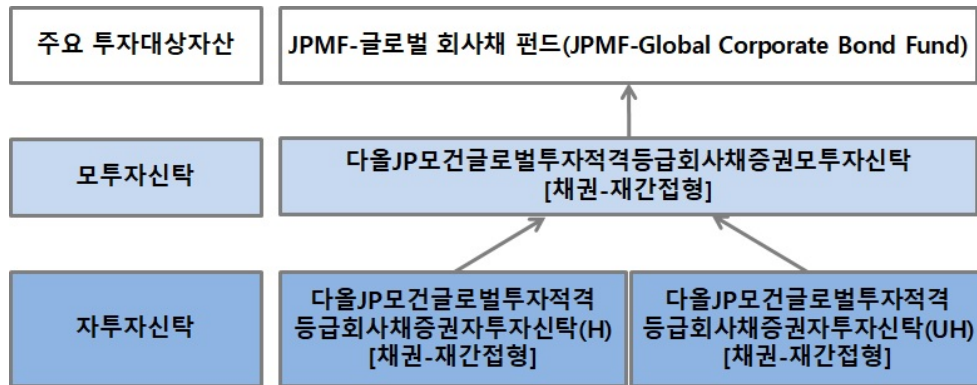 주요 투자대상자산
JPMF-글로벌 회사채 펀드(JPMF-Global Corporate Bond Fund)
모투자신탁
다올JP모건글로벌투자적격등급회사채증권모투자신탁
[채권-재간접형]
자투자신탁
다올JP모건글로벌투자적격
등급회사채증권자투자신탁(H)
[채권-재간접형]
다올JP모건글로벌투자적격
등급회사채증권자투자신탁(UH)
[채권-재간접형]